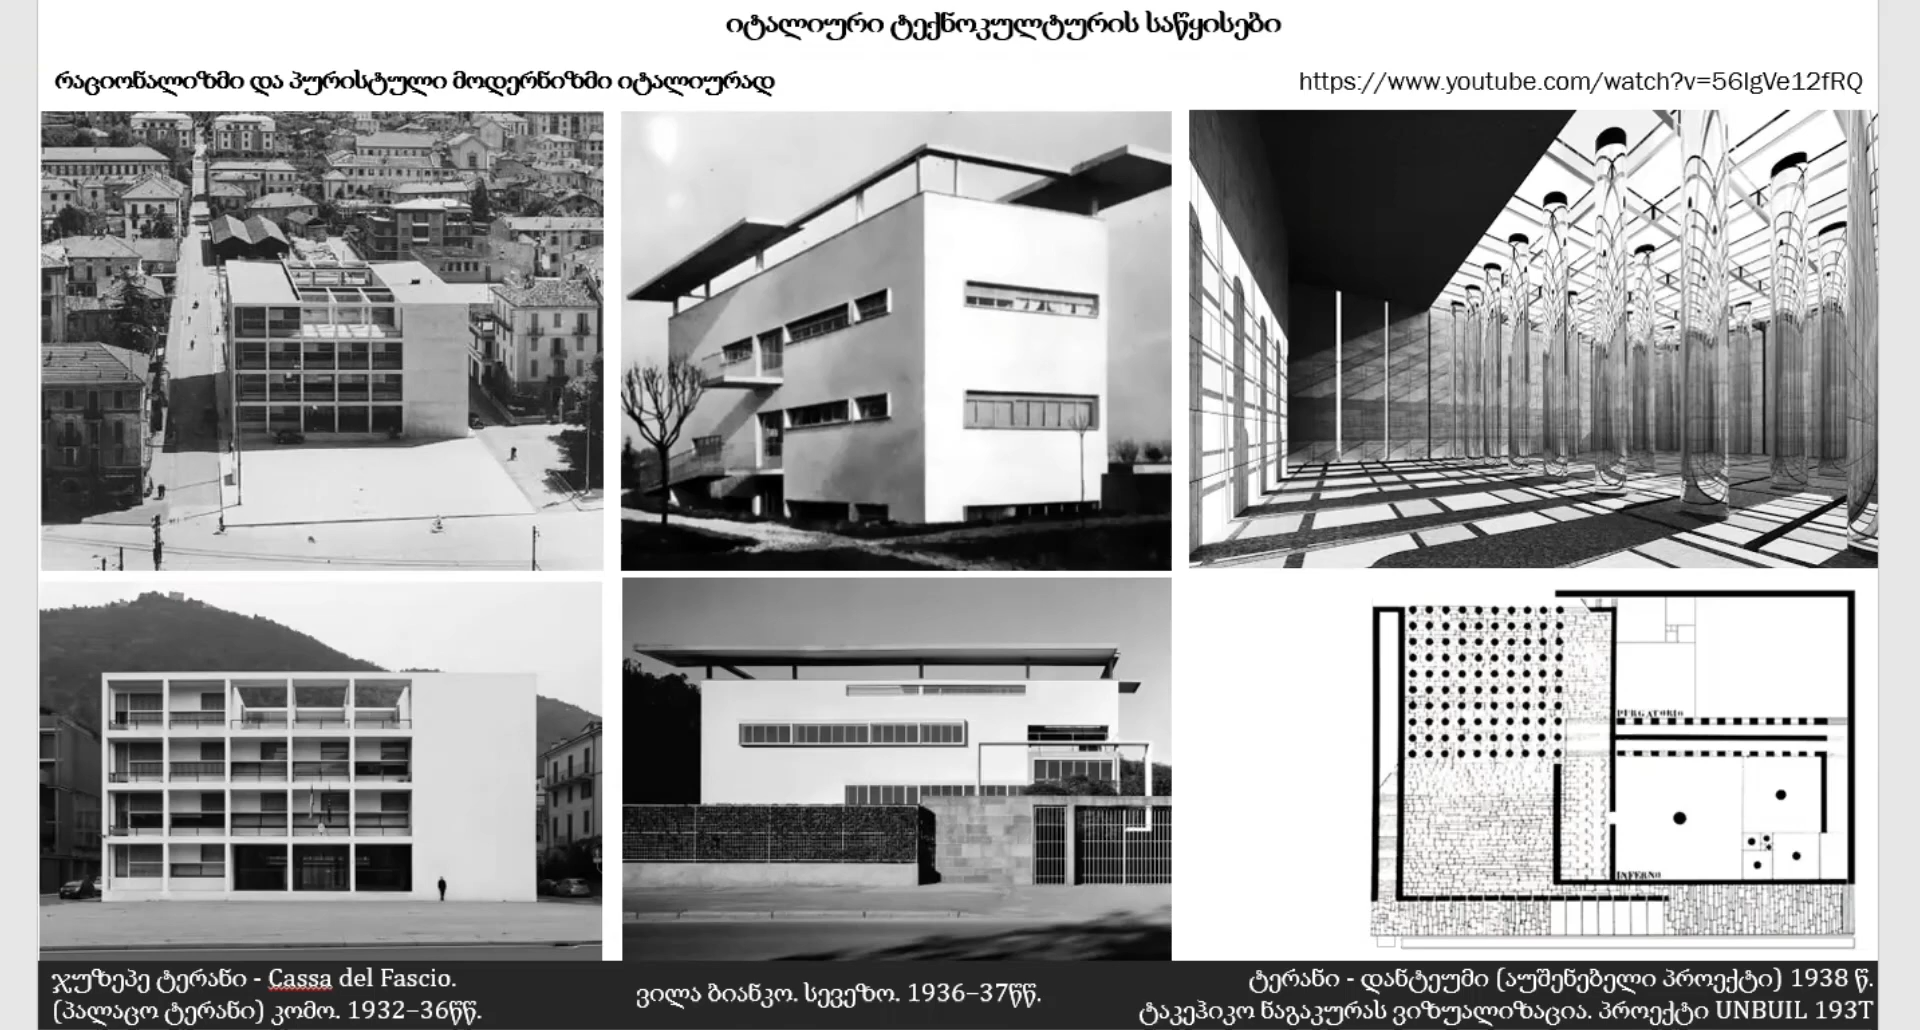 იტალიური ტექნოკულტურის საწყისები
რაციონალიზმი და პურისტული მოდერნიზმი იტალიურად
https://www.youtube.com/watch?v=56lgVe12fRQ
PURGATORIO
INFERNO
ჯუზეპე ტერანი - Cassa del Fascio.
(პალაცო ტერანი) კომო. 1932–36წწ.
ვილა ბიანკო. სევეზო. 1936–37წწ.
ტერანი - დანტეუმი (აუშენებელი პროექტი) 1938 წ.
ტაკეჰიკო ნაგაკურას ვიზუალიზაცია. პროექტი UNBUIL 193T